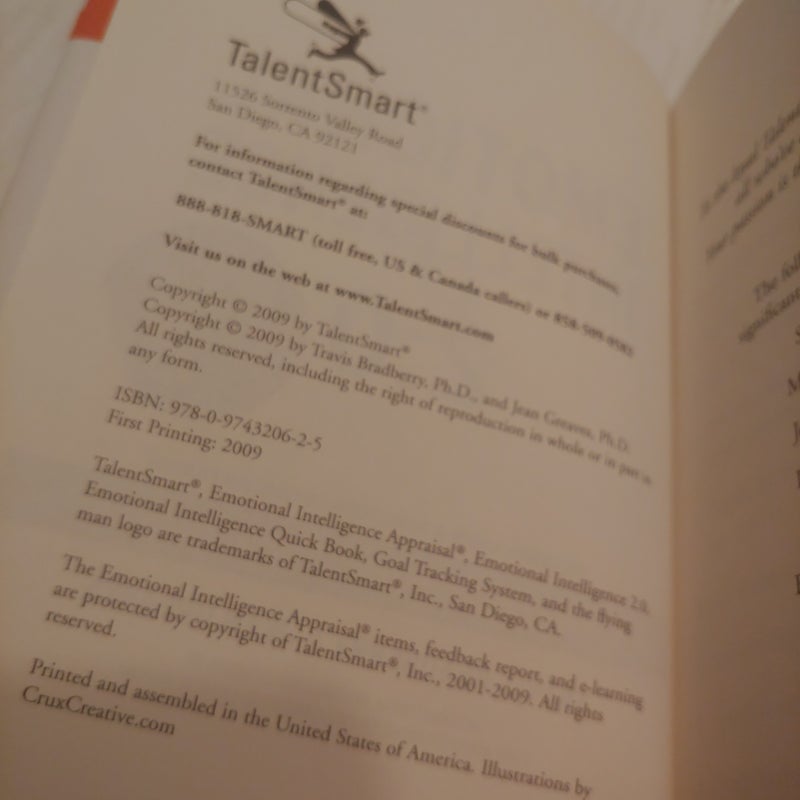 TalentSmart®
11526 Sorrento Valley Road
San Diego, CA 92121
For information regarding special discounts for bulk purchase,
contact TalentSmart® at:
888-818-SMART (toll free, US & Canada callers) or 858-509-0582
Visit us on the web at www.TalentSmart.com
Copyright © 2009 by TalentSmart®
Copyright © 2009 by Travis Bradberry, Ph.D., and Jean Greaves, Ph.D.
All rights reserved, including the right of reproduction in whole or in part in
any form.
ISBN: 978-0-9743206-2-5
First Printing: 2009
TalentSmart®, Emotional Intelligence Appraisal®, Emotional Intelligence 2.0,
Emotional Intelligence Quick Book, Goal Tracking System, and the flying
man logo are trademarks of TalentSmart®, Inc., San Diego, CA.
The Emotional Intelligence Appraisal® items, feedback report, and e-learning
are protected by copyright of TalentSmart®, Inc., 2001-2009. All rights
reserved.
Printed and assembled in the United States of America. Illustrations by
CruxCreative.com